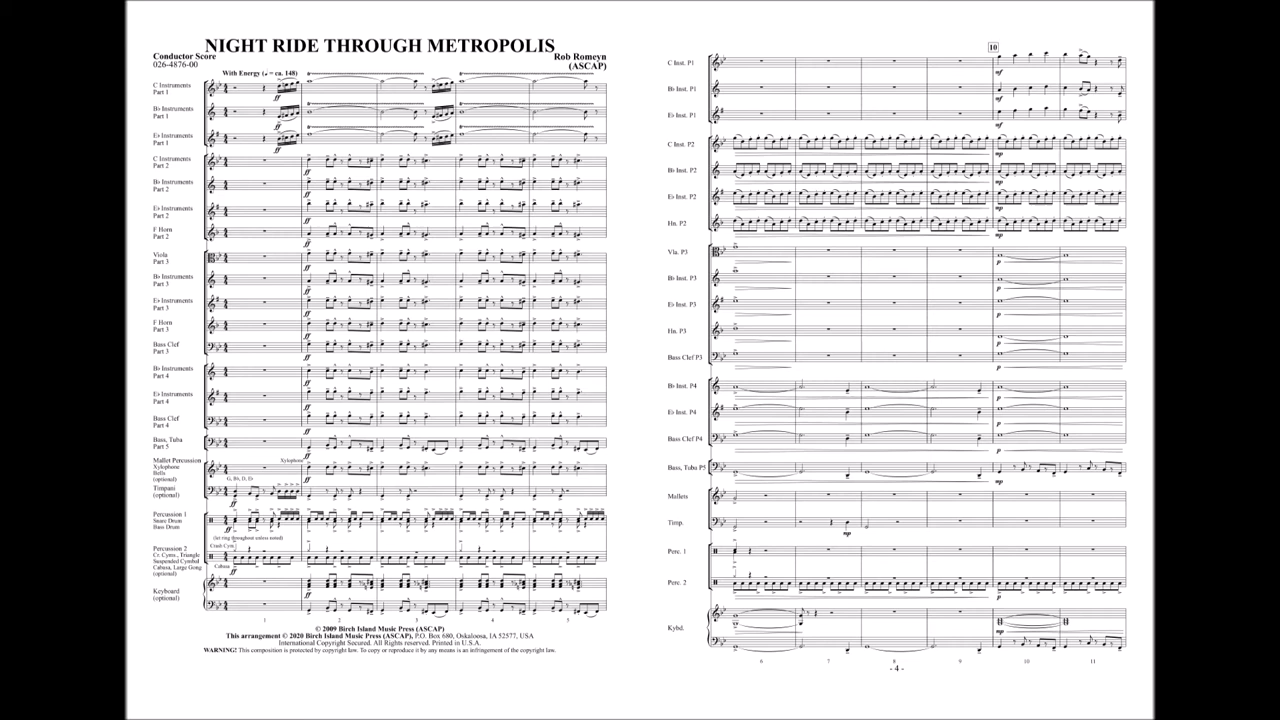 NIGHT RIDE THROUGH METROPOLIS
Conductor Score
026-4876-00
Rob Romeyn
(ASCAP)
With Energy (♩ = ca. 148)
C Instruments
Part 1
B♭ Instruments
Part 1
E♭ Instruments
Part 1
C Instruments
Part 2
B♭ Instruments
Part 2
E♭ Instruments
Part 2
F Horn
Part 2
Viola
Part 3
B♭ Instruments
Part 3
E♭ Instruments
Part 3
F Horn
Part 3
Bass Clef
Part 3
B♭ Instruments
Part 4
E♭ Instruments
Part 4
Bass Clef
Part 4
Bass, Tuba
Part 5
Mallet Percussion
Xylophone
Bells
(optional)
Xylophone
Timpani
(optional)
G, B♭, D, E♭
Percussion 1
Snare Drum
Bass Drum
(let ring throughout unless noted)
Percussion 2
Cr. Cyms., Triangle
Suspended Cymbal
Cabasa, Large Gong
(optional)
Crash Cym.
Cabasa
Keyboard
(optional)
1 2 3 4 5
© 2009 Birch Island Music Press (ASCAP)
This arrangement © 2020 Birch Island Music Press (ASCAP), P.O. Box 680, Oskaloosa, IA 52577, USA
International Copyright Secured. All Rights reserved. Printed in U.S.A.
WARNING! This composition is protected by copyright law. To copy or reproduce it by any means is an infringement of the copyright law.
10
C Inst. P1
B♭ Inst. P1
E♭ Inst. P1
C Inst. P2
B♭ Inst. P2
E♭ Inst. P2
Hn. P2
Vla. P3
B♭ Inst. P3
E♭ Inst. P3
Hn. P3
Bass Clef P3
B♭ Inst. P4
E♭ Inst. P4
Bass Clef P4
Bass, Tuba P5
Mallets
Timp.
Perc. 1
Perc. 2
Kybd.
6 7 8 9 10 11
- 4 -